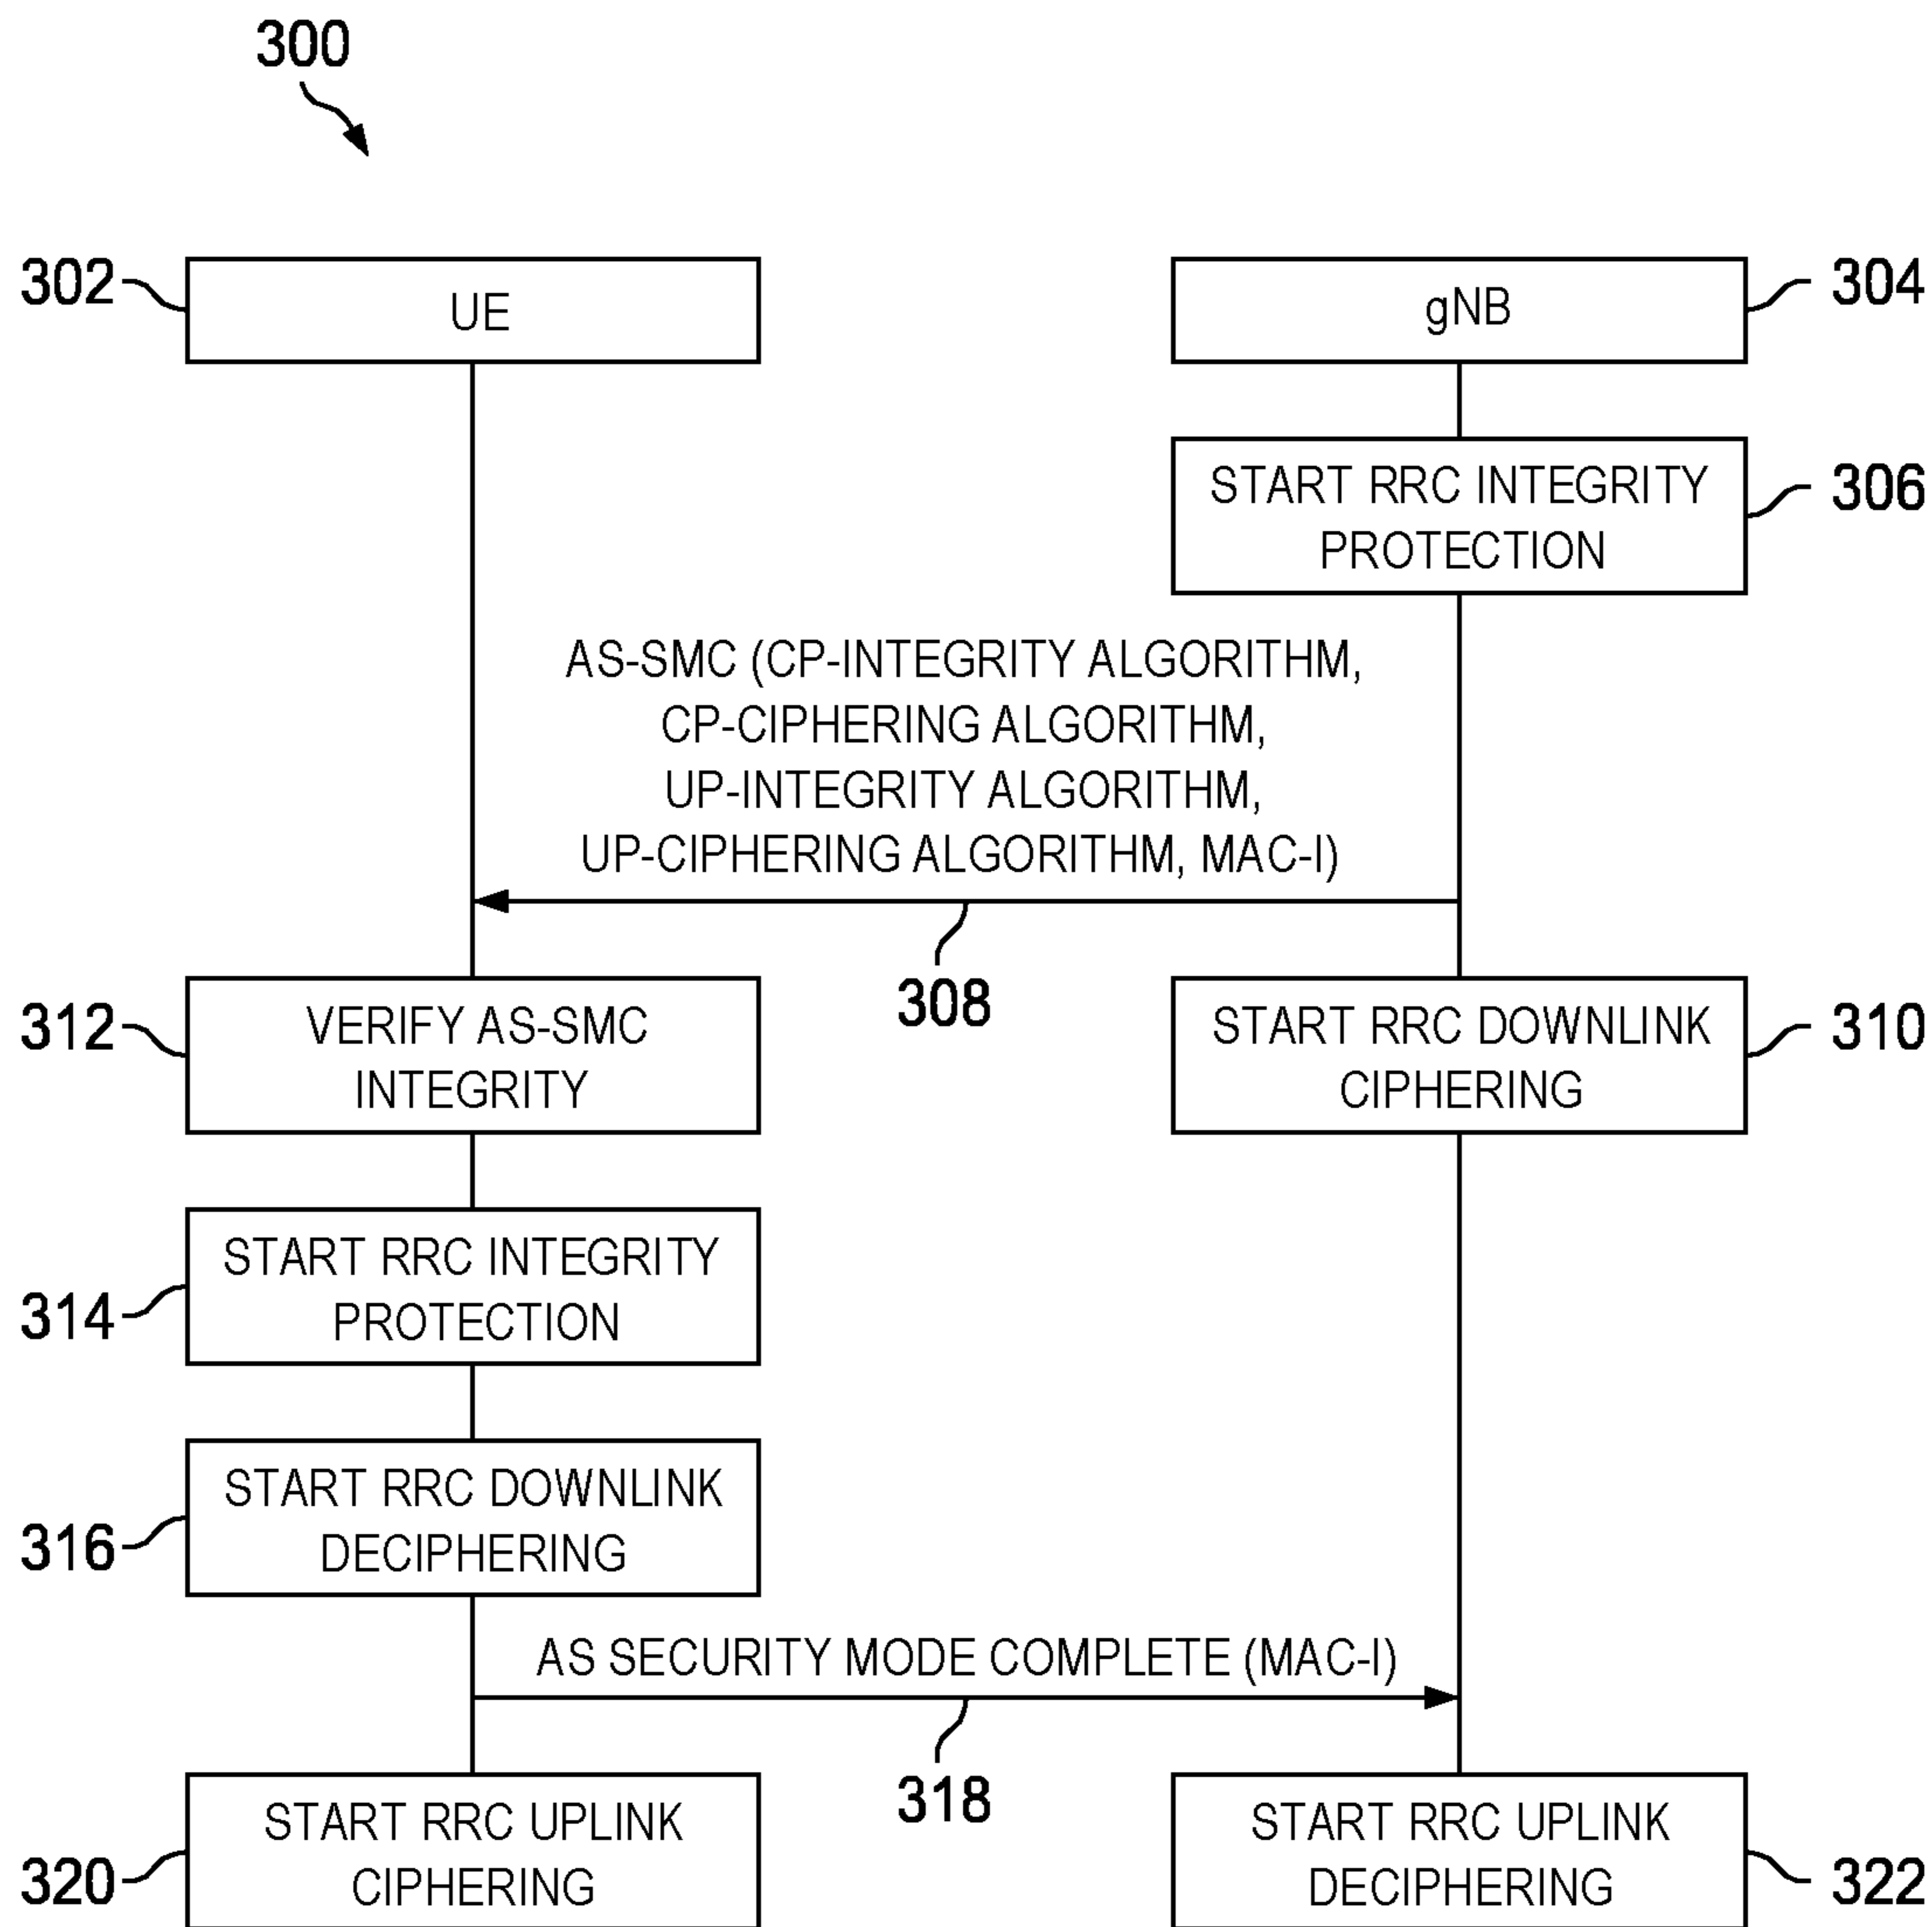 300
302
UE
gNB
304
START RRC INTEGRITY
PROTECTION
306
AS-SMC (CP-INTEGRITY ALGORITHM,
CP-CIPHERING ALGORITHM,
UP-INTEGRITY ALGORITHM,
UP-CIPHERING ALGORITHM, MAC-I)
308
312
VERIFY AS-SMC
INTEGRITY
START RRC DOWNLINK
CIPHERING
310
314
START RRC INTEGRITY
PROTECTION
316
START RRC DOWNLINK
DECIPHERING
AS SECURITY MODE COMPLETE (MAC-I)
318
320
START RRC UPLINK
CIPHERING
START RRC UPLINK
DECIPHERING
322